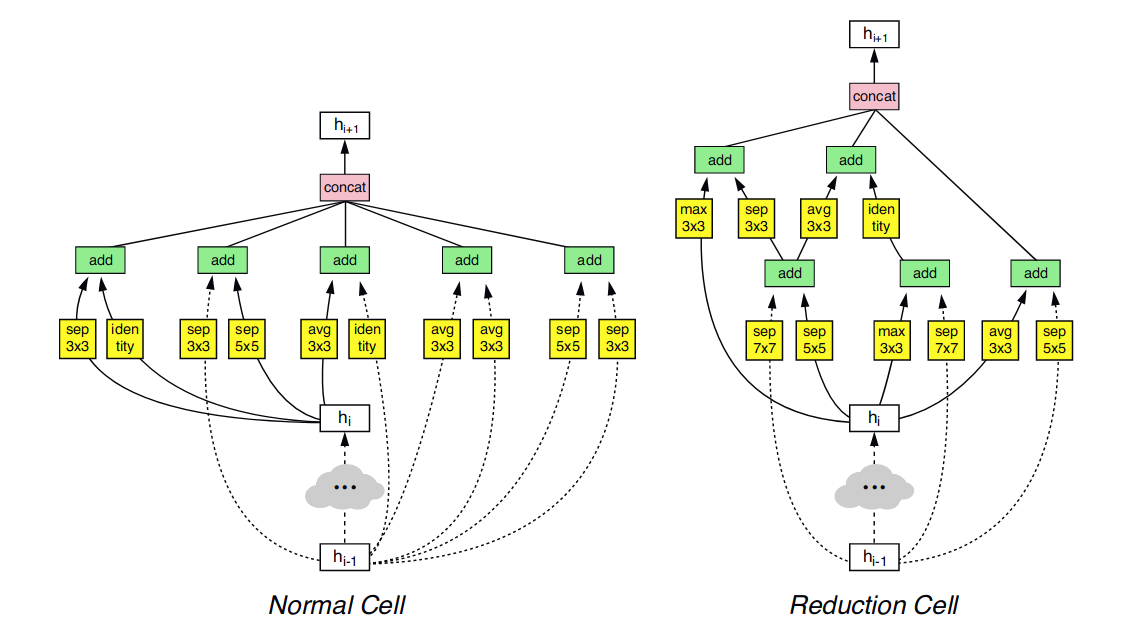 h_{i+1}
concat
add add add add add
sep 3x3
iden tity
sep 3x3
sep 5x5
avg 3x3
iden tity
avg 3x3
avg 3x3
sep 5x5
sep 3x3
h_i
...
h_{i-1}
Normal Cell
h_{i+1}
concat
add add
max 3x3
sep 3x3
avg 3x3
iden tity
add add add
sep 7x7
sep 5x5
max 3x3
sep 7x7
avg 3x3
sep 5x5
h_i
...
h_{i-1}
Reduction Cell